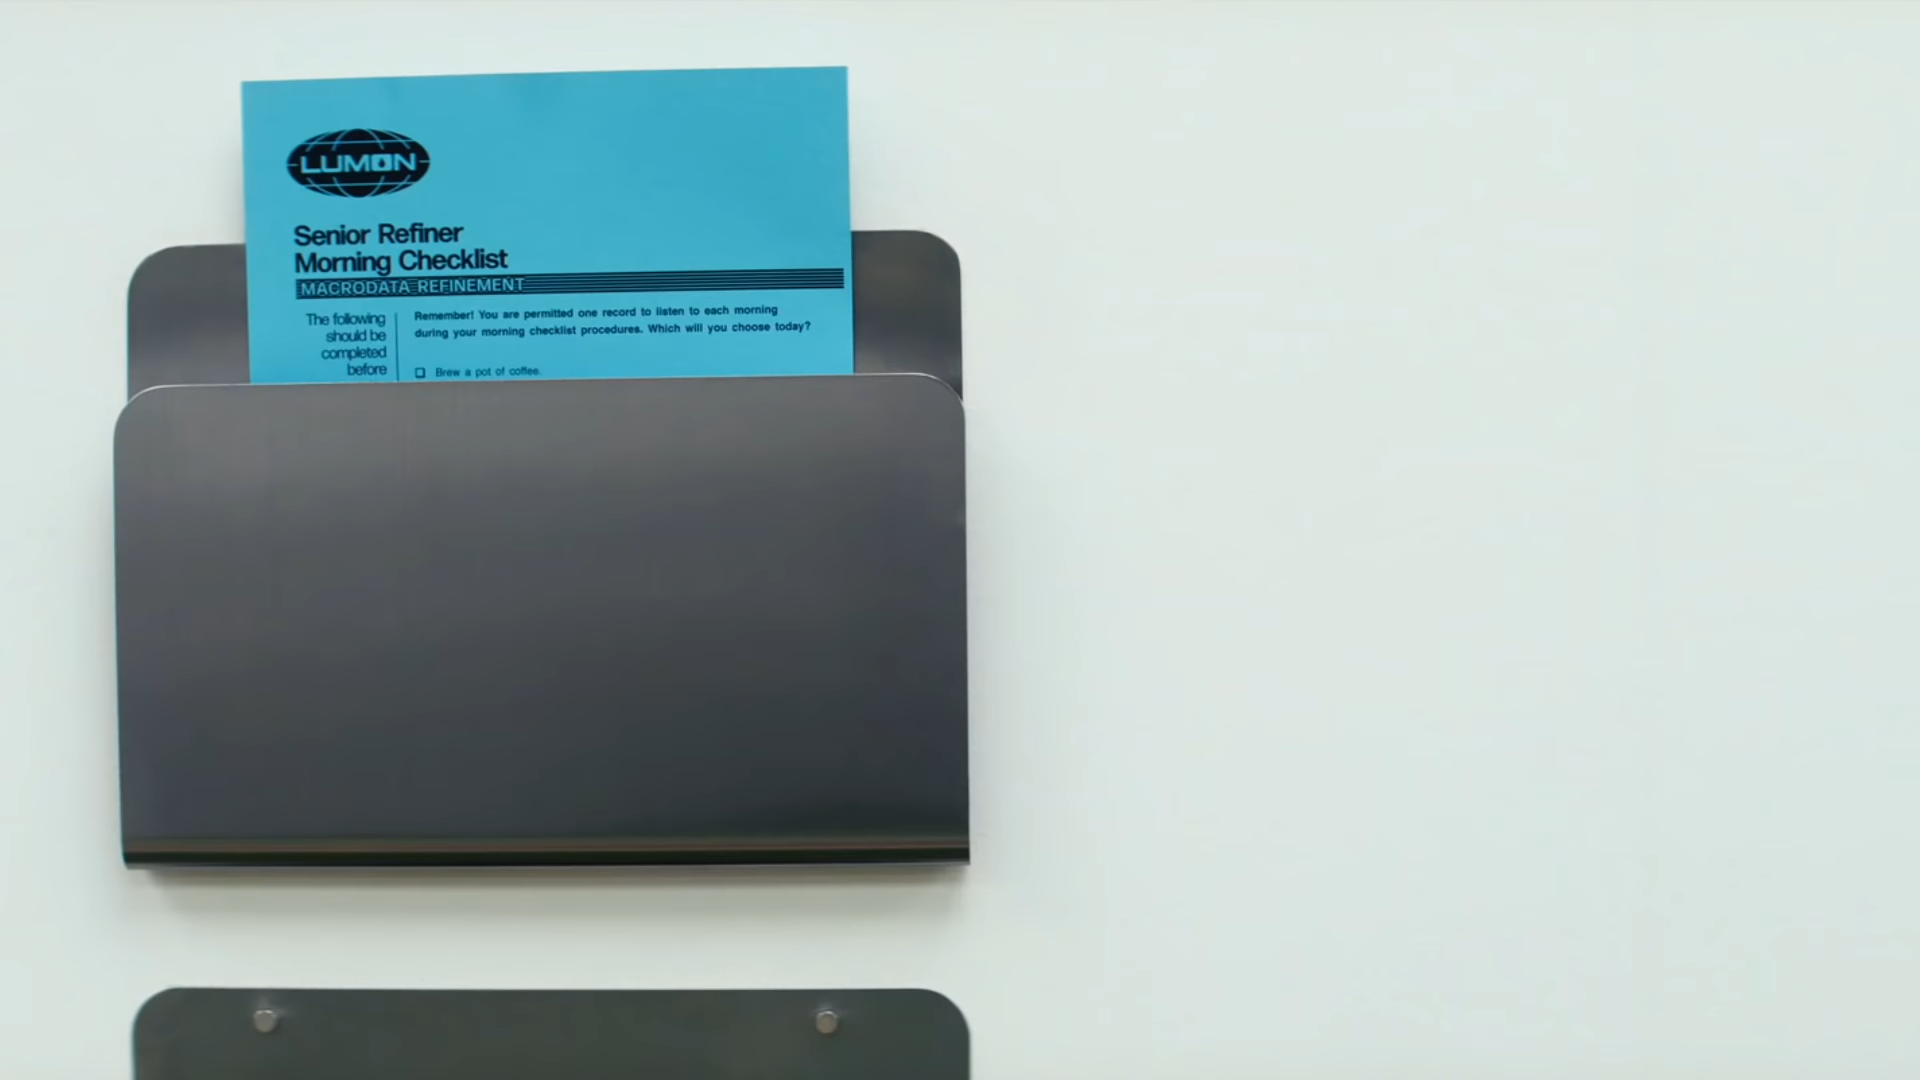 LUMON
Senior Refiner
Morning Checklist
MACRODATA REFINEMENT
The following
should be
completed
before
Remember! You are permitted one record to listen to each morning
during your morning checklist procedures. Which will you choose today?
❑ Brew a pot of coffee.